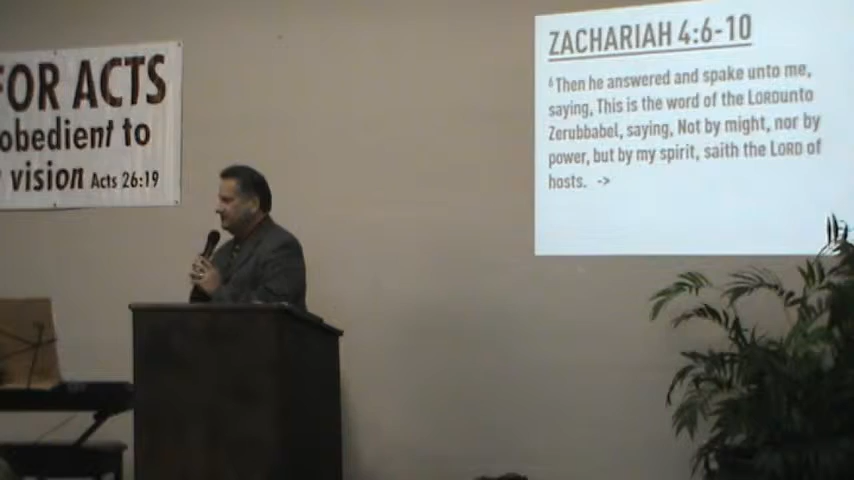 FOR ACTS
obedient to
vision Acts 26:19
ZACHARIAH 4:6-10
6 Then he answered and spake unto me,
saying, This is the word of the LORDunto
Zerubbabel, saying, Not by might, nor by
power, but by my spirit, saith the LORD of
hosts. ->